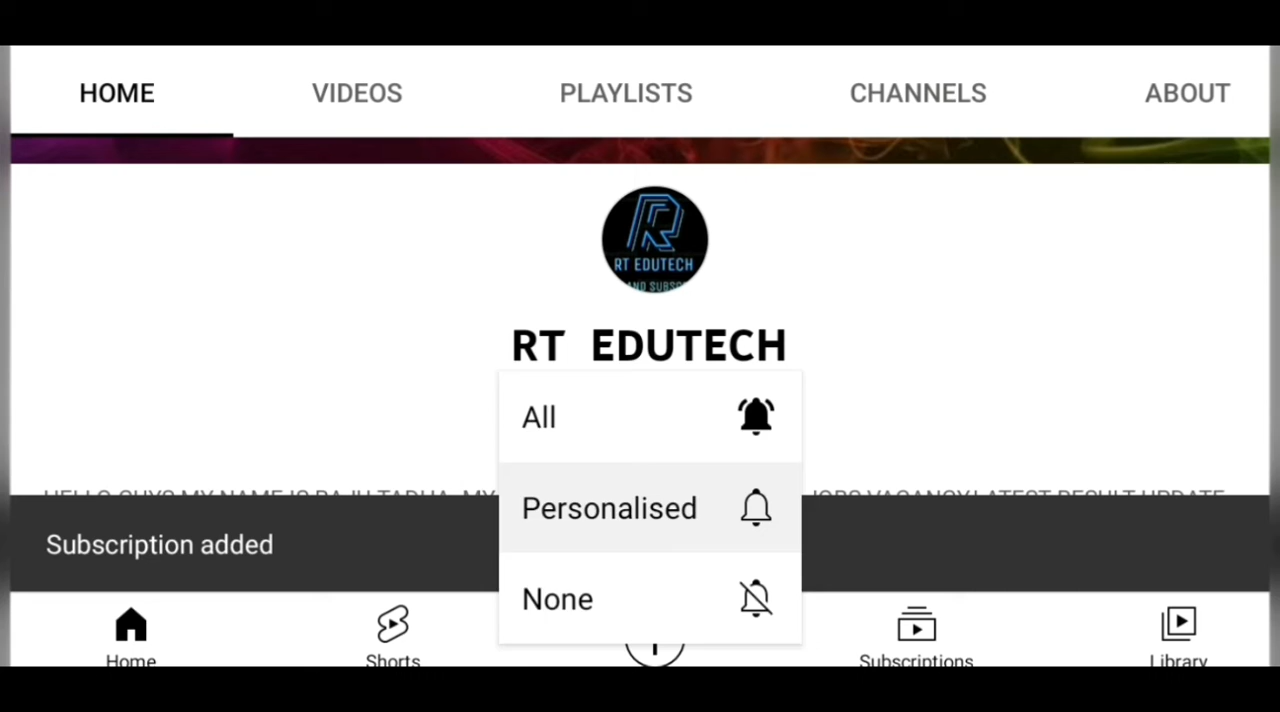 HOME VIDEOS PLAYLISTS CHANNELS ABOUT
RT EDUTECH
RT EDUTECH
All
Personalised
None
Subscription added
Home Shorts Subscriptions Library